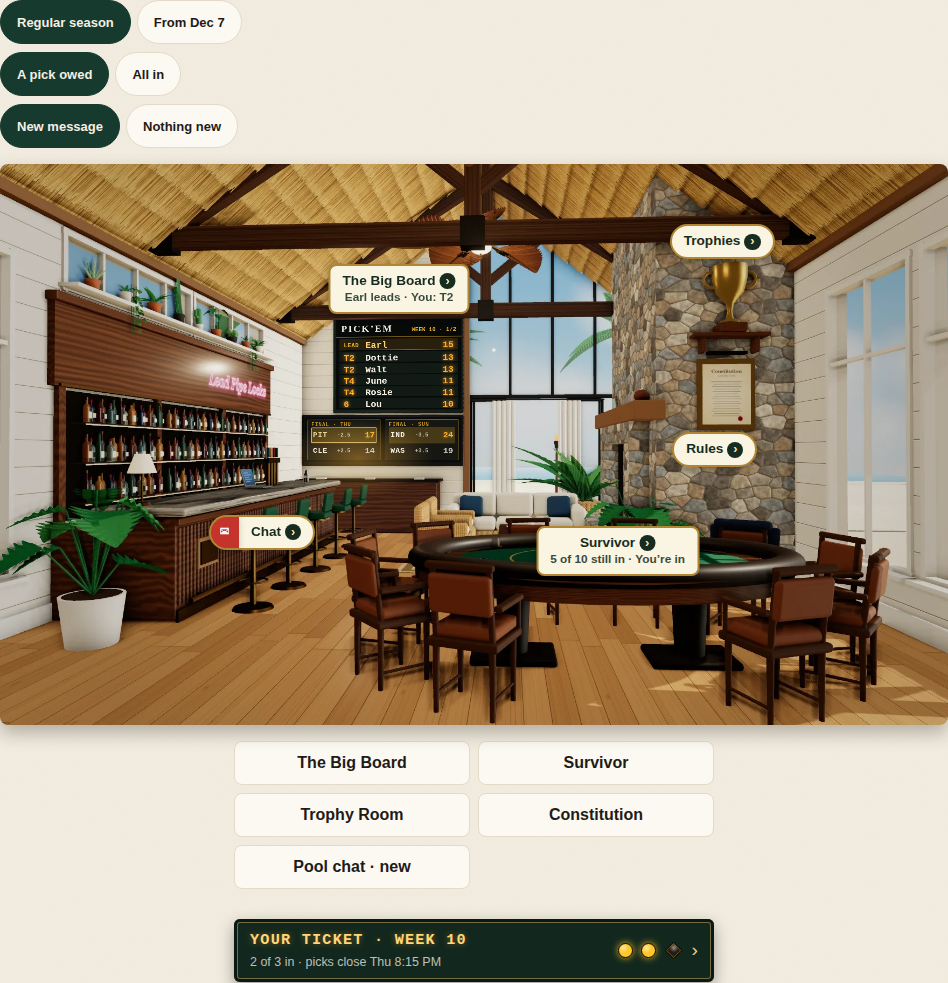 Regular season
From Dec 7
A pick owed
All in
New message
Nothing new
Trophies
The Big Board
Earl leads · You: T2
PICK'EM WEEK 10 · 1/2
LEAD Earl 15
T2 Dottie 13
T2 Walt 13
T4 June 11
T4 Rosie 11
6 Lou 10
Lead Pipe Locks
Constitution
FINAL · THU
PIT -2.5 17
CLE +2.5 14
FINAL · SUN
IND -3.5 24
WAS +3.5 19
Rules
Chat
Survivor
5 of 10 still in · You're in
The Big Board
Survivor
Trophy Room
Constitution
Pool chat · new
YOUR TICKET · WEEK 10
2 of 3 in · picks close Thu 8:15 PM